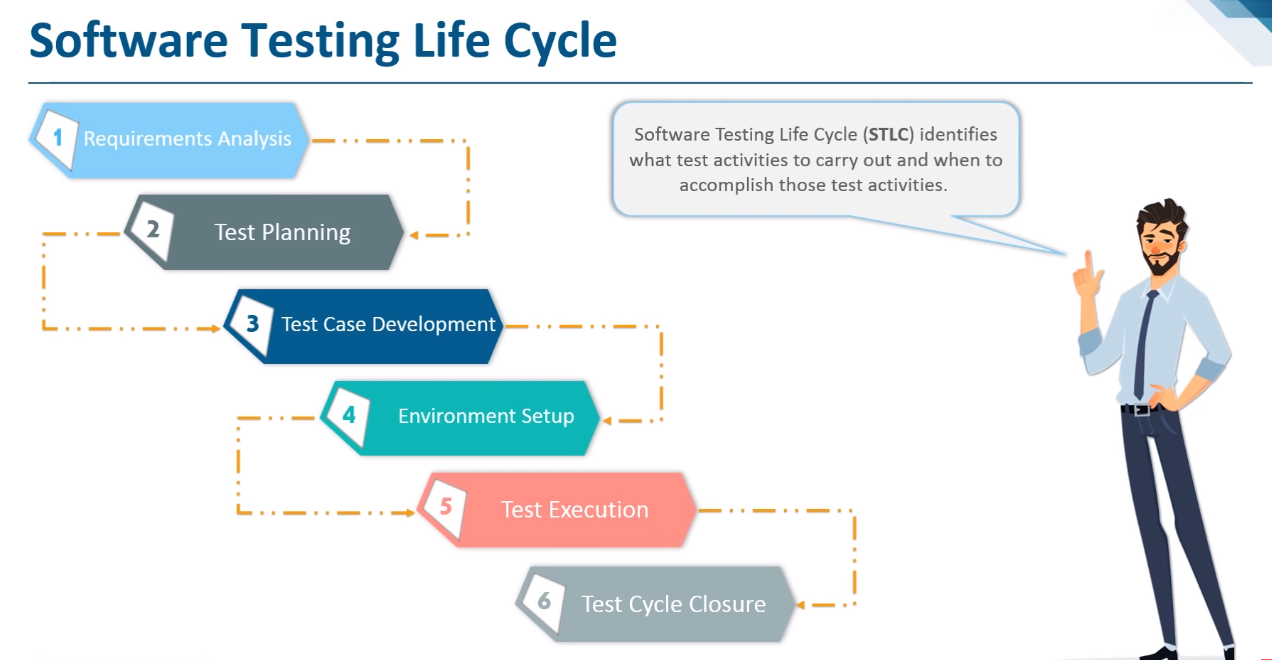 Software Testing Life Cycle
1 Requirements Analysis
Software Testing Life Cycle (STLC) identifies
what test activities to carry out and when to
accomplish those test activities.
2 Test Planning
3 Test Case Development
4 Environment Setup
5 Test Execution
6 Test Cycle Closure